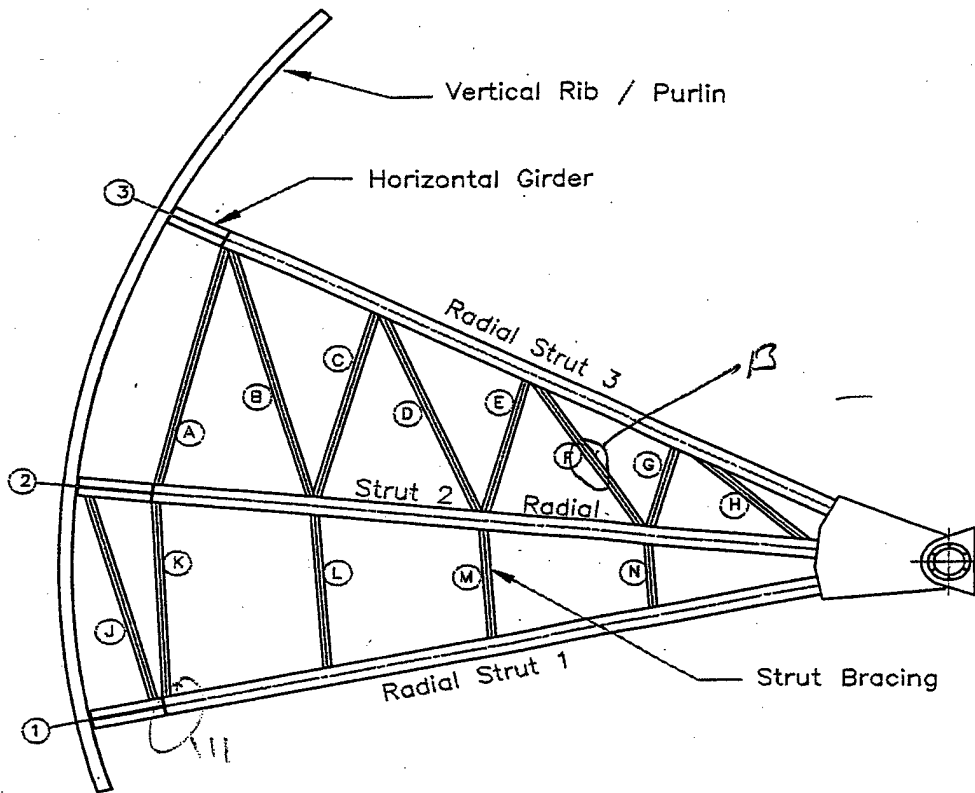 Vertical Rib / Purlin
Horizontal Girder
3
Radial Strut 3
C
B
E
B
D
A
F
G
2
Strut 2
Radial
H
K
L
M
N
J
Strut Bracing
Radial Strut 1
1